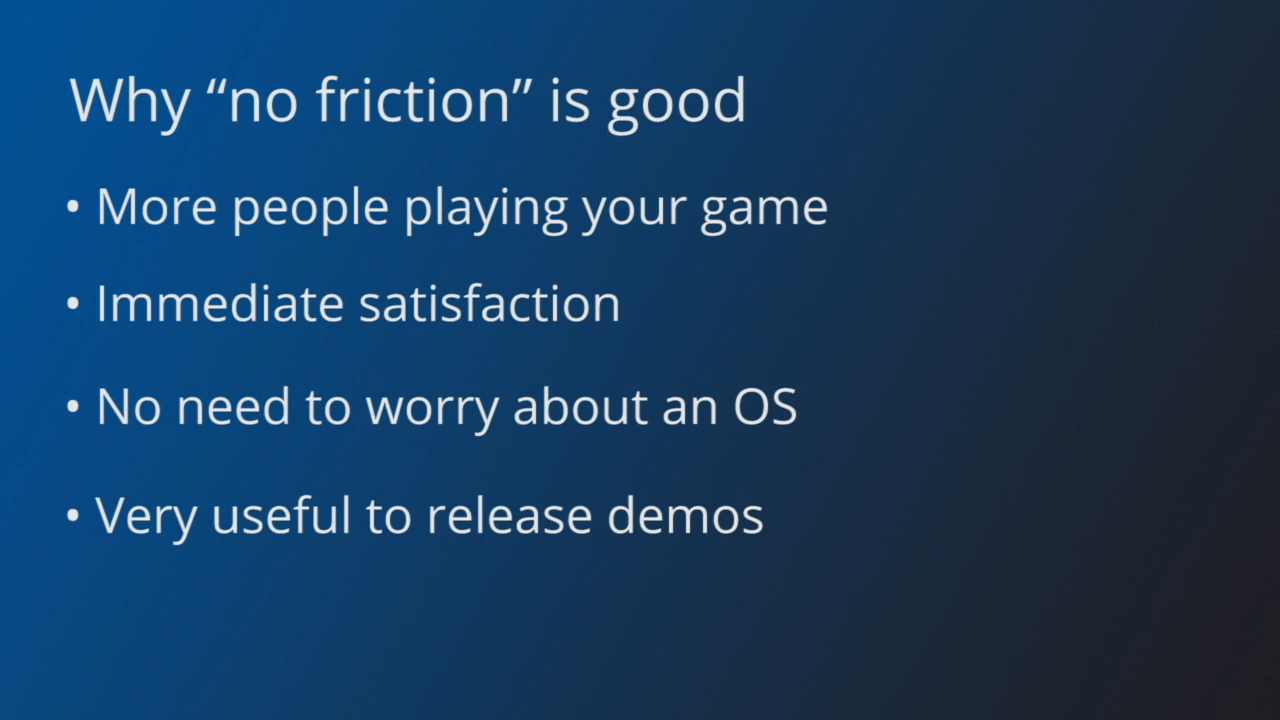 Why “no friction” is good
• More people playing your game
• Immediate satisfaction
• No need to worry about an OS
• Very useful to release demos